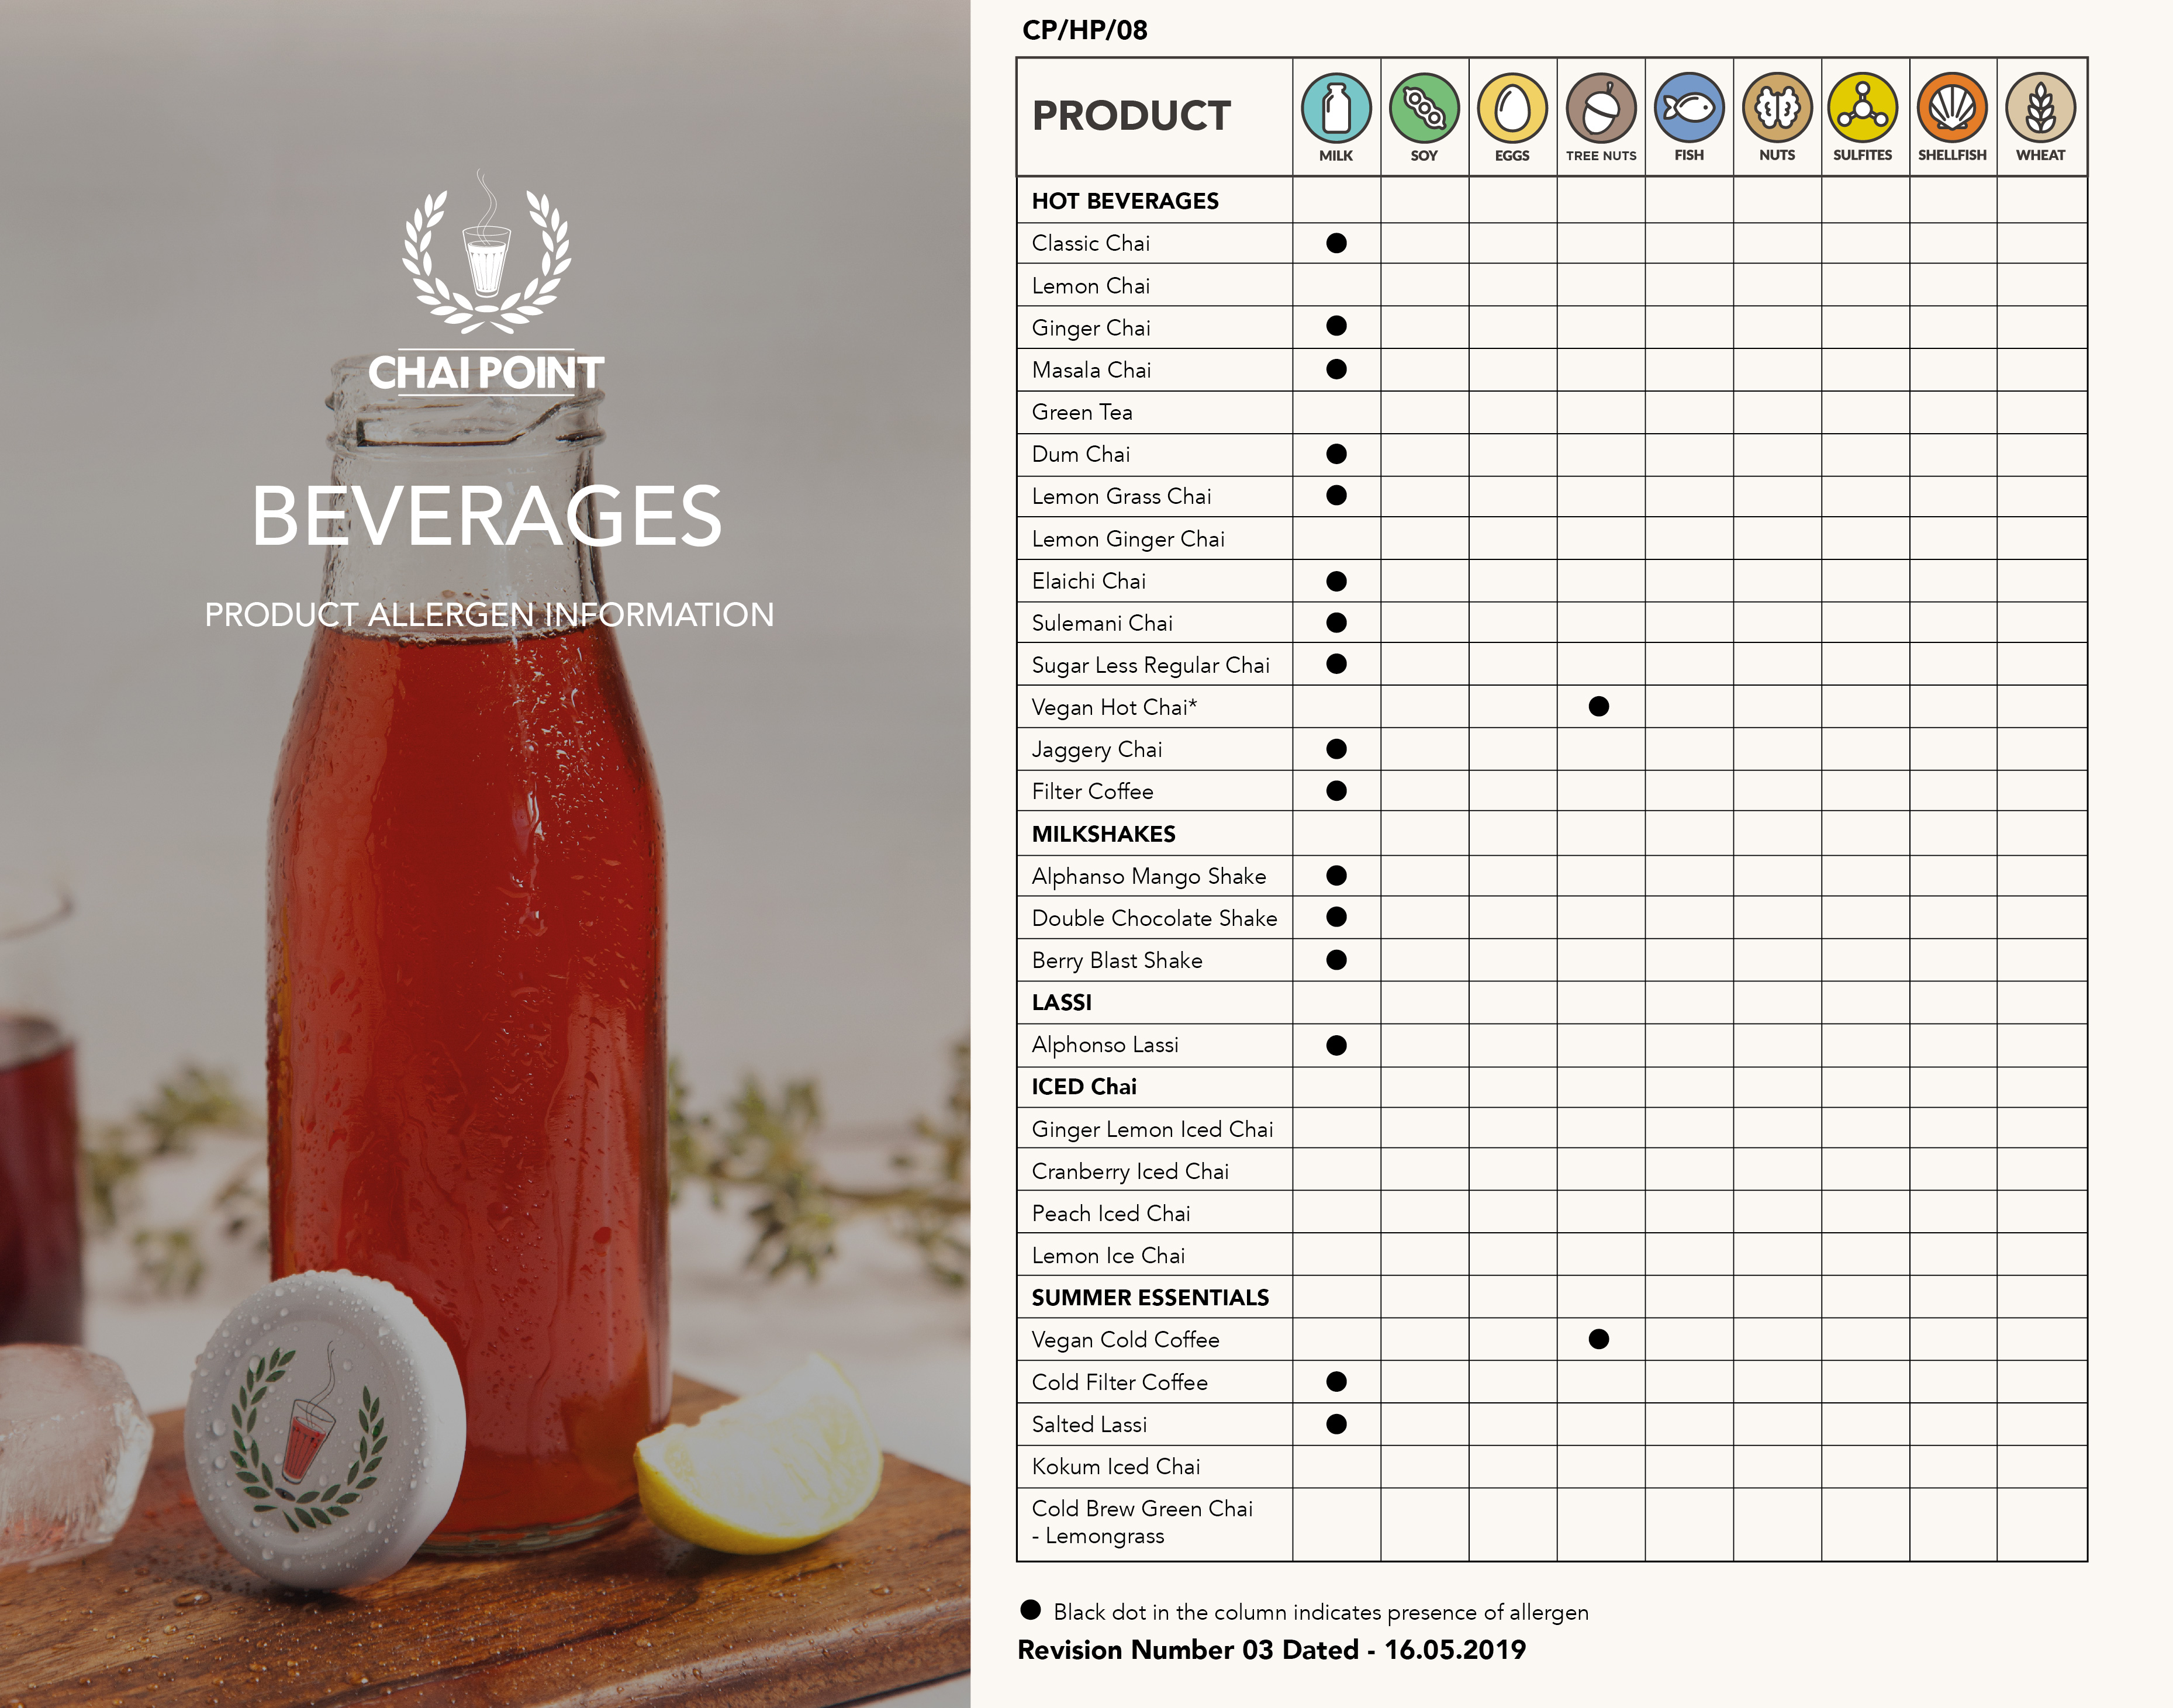 CHAI POINT
BEVERAGES
PRODUCT ALLERGEN INFORMATION
CP/HP/08
PRODUCT MILK SOY EGGS TREE NUTS FISH NUTS SULFITES SHELLFISH WHEAT
HOT BEVERAGES
Classic Chai ●
Lemon Chai
Ginger Chai ●
Masala Chai ●
Green Tea
Dum Chai ●
Lemon Grass Chai ●
Lemon Ginger Chai
Elaichi Chai ●
Sulemani Chai ●
Sugar Less Regular Chai ●
Vegan Hot Chai* ●
Jaggery Chai ●
Filter Coffee ●
MILKSHAKES
Alphanso Mango Shake ●
Double Chocolate Shake ●
Berry Blast Shake ●
LASSI
Alphonso Lassi ●
ICED Chai
Ginger Lemon Iced Chai
Cranberry Iced Chai
Peach Iced Chai
Lemon Ice Chai
SUMMER ESSENTIALS
Vegan Cold Coffee ●
Cold Filter Coffee ●
Salted Lassi ●
Kokum Iced Chai
Cold Brew Green Chai
- Lemongrass
● Black dot in the column indicates presence of allergen
Revision Number 03 Dated - 16.05.2019